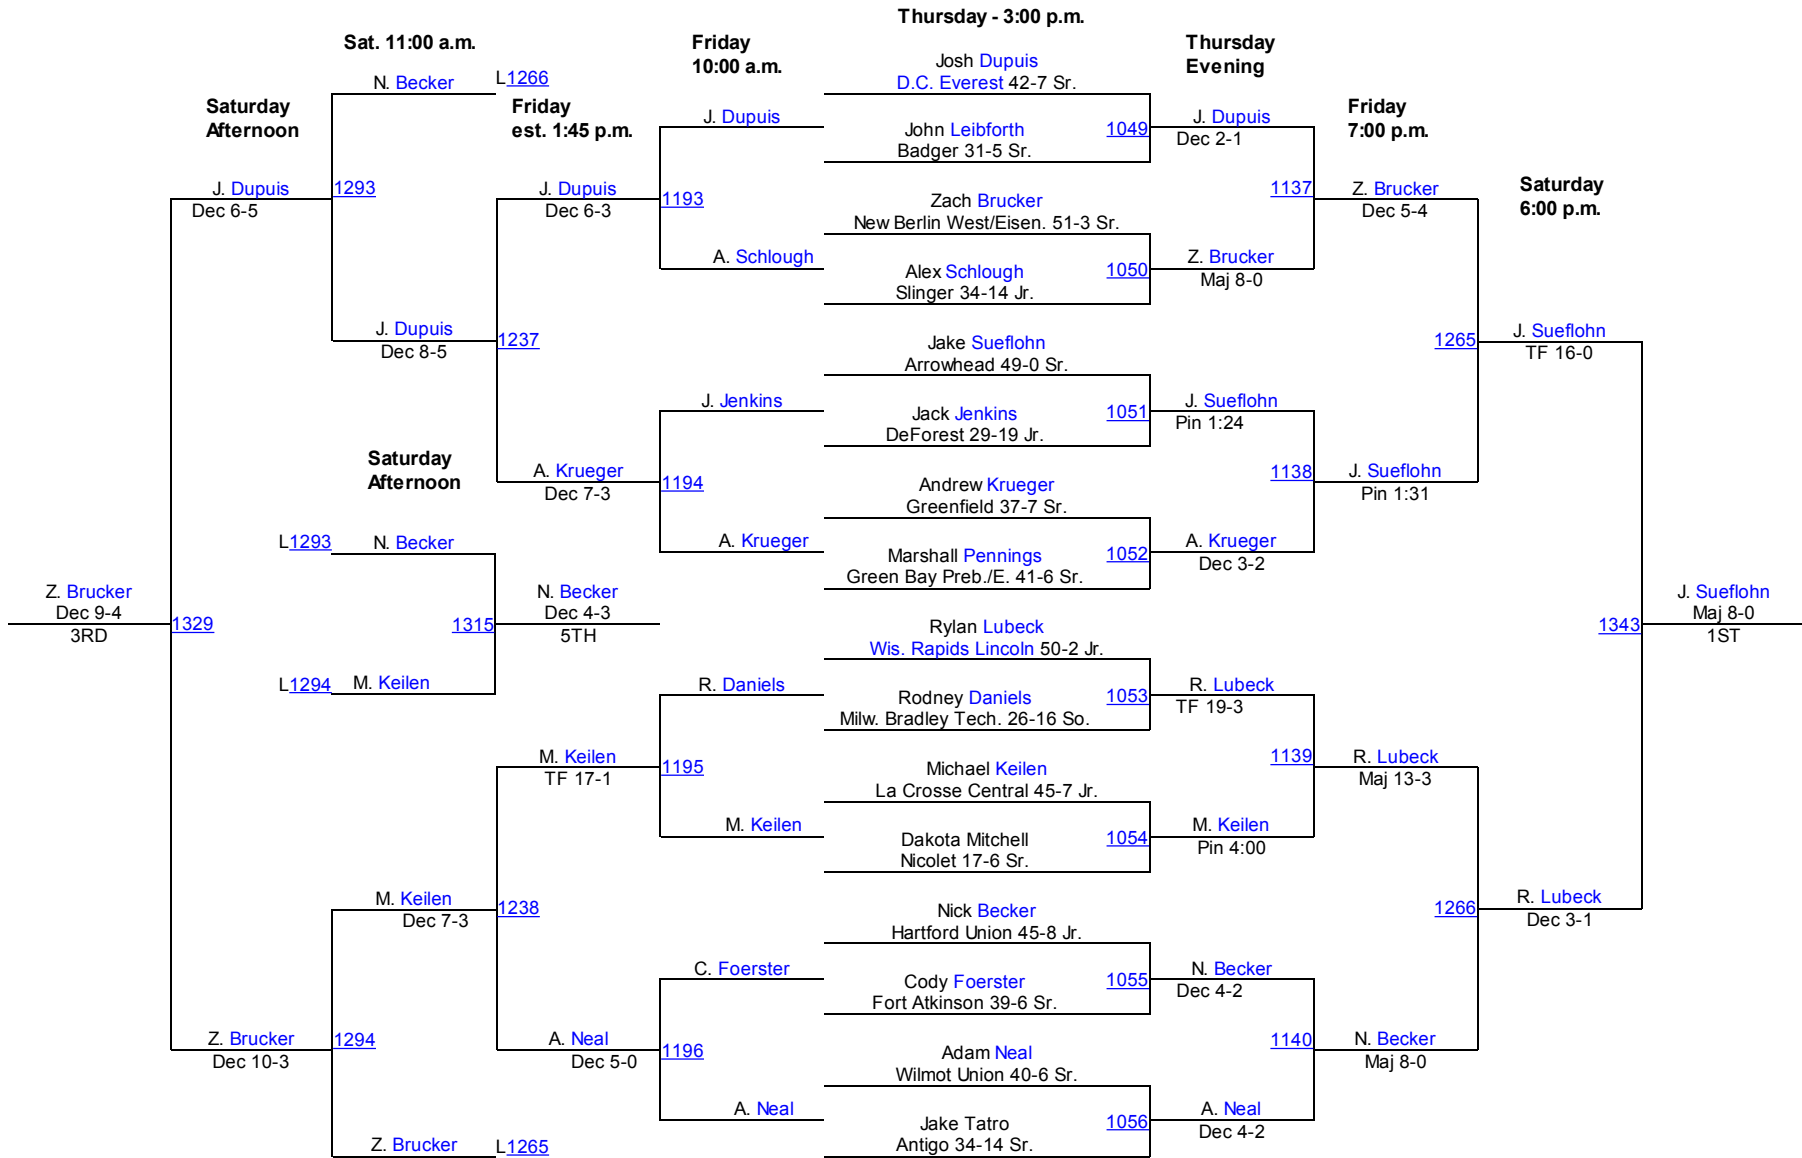 Thursday - 3:00 p.m.
Sat. 11:00 a.m.
Friday
10:00 a.m.
Thursday
Evening
Josh Dupuis
D.C. Everest 42-7 Sr.
N. Becker
L1266
Saturday
Afternoon
Friday
est. 1:45 p.m.
Friday
7:00 p.m.
J. Dupuis
John Leibforth
Badger 31-5 Sr.
1049
J. Dupuis
Dec 2-1
J. Dupuis
Dec 6-5
1293
J. Dupuis
Dec 6-3
1193
Zach Brucker
New Berlin West/Eisen. 51-3 Sr.
1137
Z. Brucker
Dec 5-4
Saturday
6:00 p.m.
A. Schlough
Alex Schlough
Slinger 34-14 Jr.
1050
Z. Brucker
Maj 8-0
J. Dupuis
Dec 8-5
1237
Jake Sueflohn
Arrowhead 49-0 Sr.
1265
J. Sueflohn
TF 16-0
J. Jenkins
Jack Jenkins
DeForest 29-19 Jr.
1051
J. Sueflohn
Pin 1:24
Saturday
Afternoon
A. Krueger
Dec 7-3
1194
Andrew Krueger
Greenfield 37-7 Sr.
1138
J. Sueflohn
Pin 1:31
L1293
N. Becker
A. Krueger
Marshall Pennings
Green Bay Preb./E. 41-6 Sr.
1052
A. Krueger
Dec 3-2
Z. Brucker
Dec 9-4
3RD
1329
1315
N. Becker
Dec 4-3
5TH
Rylan Lubeck
Wis. Rapids Lincoln 50-2 Jr.
1343
J. Sueflohn
Maj 8-0
1ST
L1294
M. Keilen
R. Daniels
Rodney Daniels
Milw. Bradley Tech. 26-16 So.
1053
R. Lubeck
TF 19-3
M. Keilen
TF 17-1
1195
Michael Keilen
La Crosse Central 45-7 Jr.
1139
R. Lubeck
Maj 13-3
M. Keilen
Dakota Mitchell
Nicolet 17-6 Sr.
1054
M. Keilen
Pin 4:00
M. Keilen
Dec 7-3
1238
Nick Becker
Hartford Union 45-8 Jr.
1266
R. Lubeck
Dec 3-1
C. Foerster
Cody Foerster
Fort Atkinson 39-6 Sr.
1055
N. Becker
Dec 4-2
Z. Brucker
Dec 10-3
1294
A. Neal
Dec 5-0
1196
Adam Neal
Wilmot Union 40-6 Sr.
1140
N. Becker
Maj 8-0
A. Neal
Jake Tatro
Antigo 34-14 Sr.
1056
A. Neal
Dec 4-2
Z. Brucker
L1265